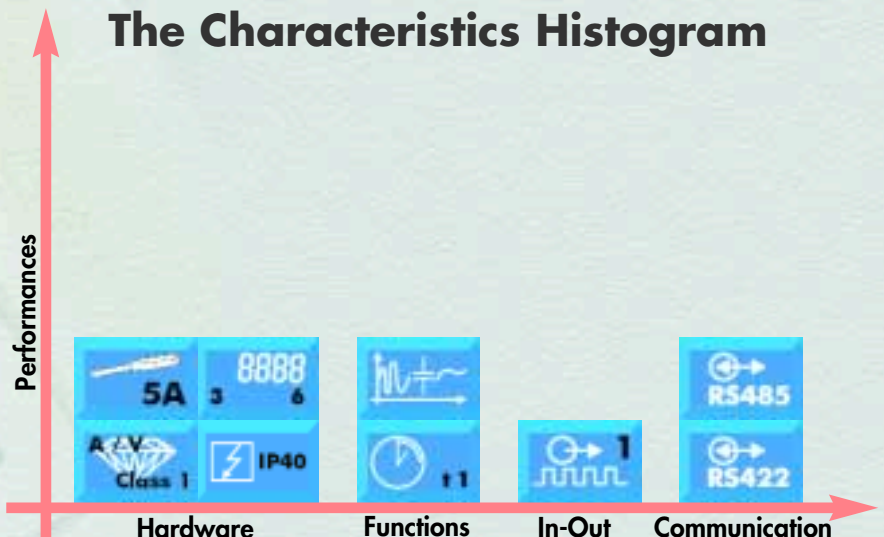 The Characteristics Histogram
Performances
5A
8888
3 6
A / V
Class 1
IP40
t 1
1
RS485
RS422
Hardware
Functions
In-Out
Communication